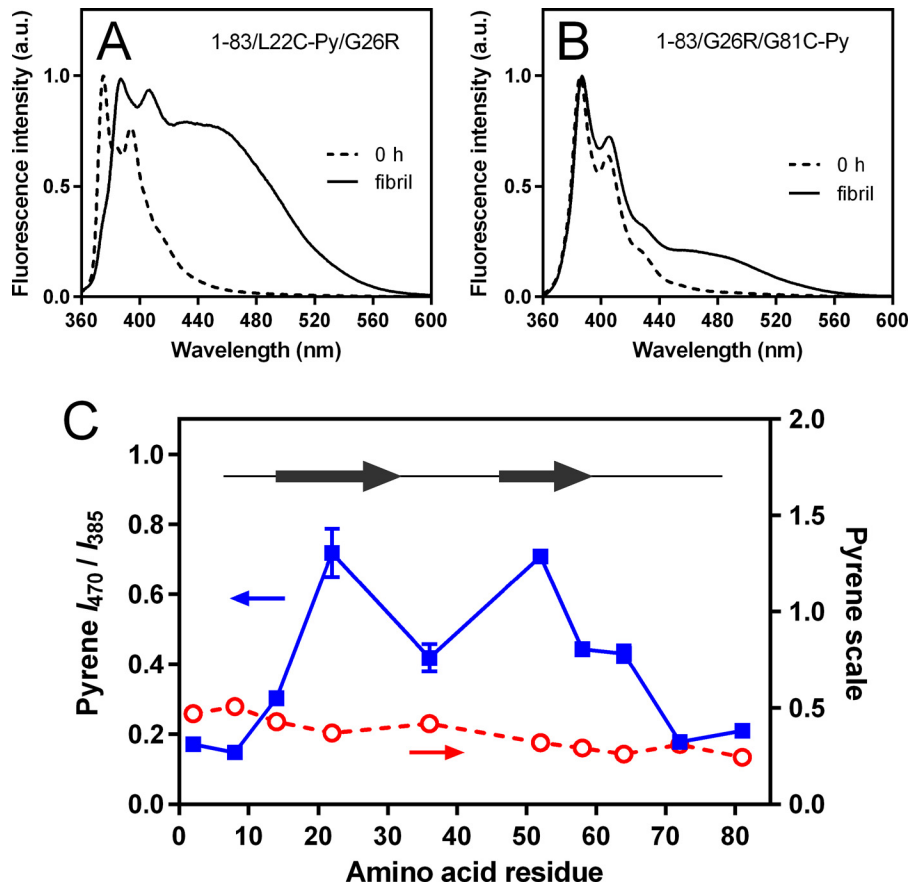 A
1-83/L22C-Py/G26R
Fluorescence intensity (a.u.)
1.0
0.5
0.0
0 h
fibril
360 400 440 480 520 560 600
Wavelength (nm)
B
1-83/G26R/G81C-Py
Fluorescence intensity (a.u.)
1.0
0.5
0.0
0 h
fibril
360 400 440 480 520 560 600
Wavelength (nm)
C
Pyrene I470 / I385
1.0
0.8
0.6
0.4
0.2
0.0
2.0
1.5
1.0
0.5
0.0
Pyrene scale
0 10 20 30 40 50 60 70 80
Amino acid residue